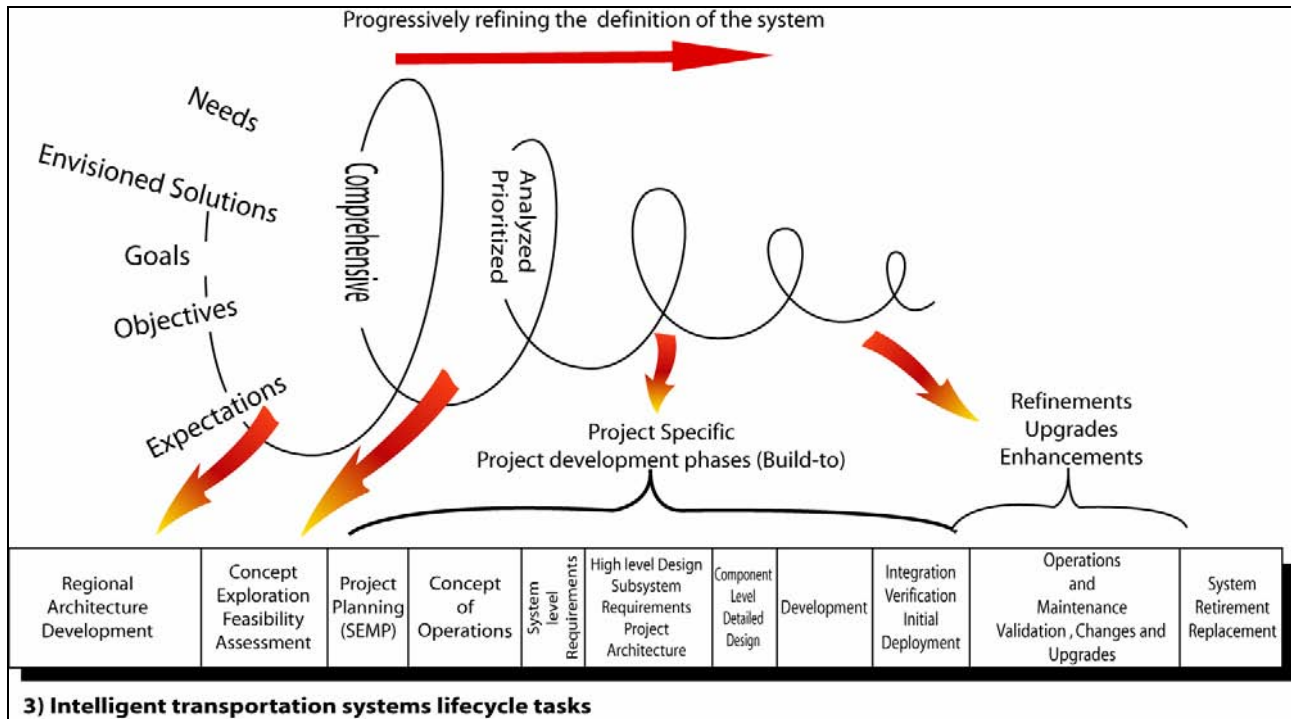 Progressively refining the definition of the system
Needs
Envisioned Solutions
Goals
Objectives
Expectations
Comprehensive
Analyzed
Prioritized
Project Specific
Project development phases (Build-to)
Refinements
Upgrades
Enhancements
Regional
Architecture
Development
Concept
Exploration
Feasibility
Assessment
Project
Planning
(SEMP)
Concept
of
Operations
System
level
Requirements
High level Design
Subsystem
Requirements
Project
Architecture
Component
Level
Detailed
Design
Development
Integration
Verification
Initial
Deployment
Operations
and
Maintenance
Validation , Changes and
Upgrades
System
Retirement
Replacement
3) Intelligent transportation systems lifecycle tasks